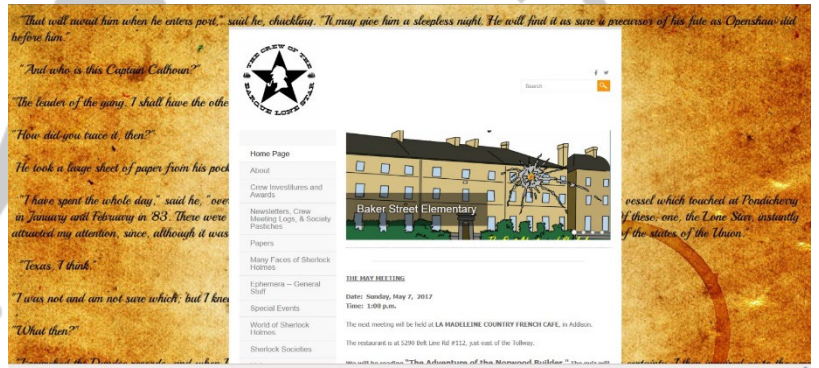 "That will await him when he enters port," said he, chuckling. "It may give him a sleepless night. He will find it as sure a precursor of his fate as Openshaw did
before him."
"And who is this Captain Calhoun?"
"The leader of the gang. I shall have the othe
"How did you trace it, then?"
He took a large sheet of paper from his pock
"I have spent the whole day," said he, "ove
vessel which touched at Pondicherry
in January and February in '83. There were
f these, one, the Lone Star, instantly
attracted my attention, since, although it was
of the states of the Union."
"Texas, I think."
"I was not and am not sure which; but I kne
"What then?"
THE CREW OF THE
BARQUE LONE STAR
Search
Home Page
About
Crew Investitures and
Awards
Newsletters, Crew
Meeting Logs, & Society
Pastiches
Papers
Many Faces of Sherlock
Holmes
Ephemera -- General
Stuff
Special Events
World of Sherlock
Holmes
Sherlock Societies
Baker Street Elementary
THE MAY MEETING
Date: Sunday, May 7, 2017
Time: 1:00 p.m.
The next meeting will be held at LA MADELEINE COUNTRY FRENCH CAFE, in Addison.
The restaurant is at 5290 Belt Line Rd #112, just east of the Tollway.
We will be reading "The Adventure of the Norwood Builder." The quiz will